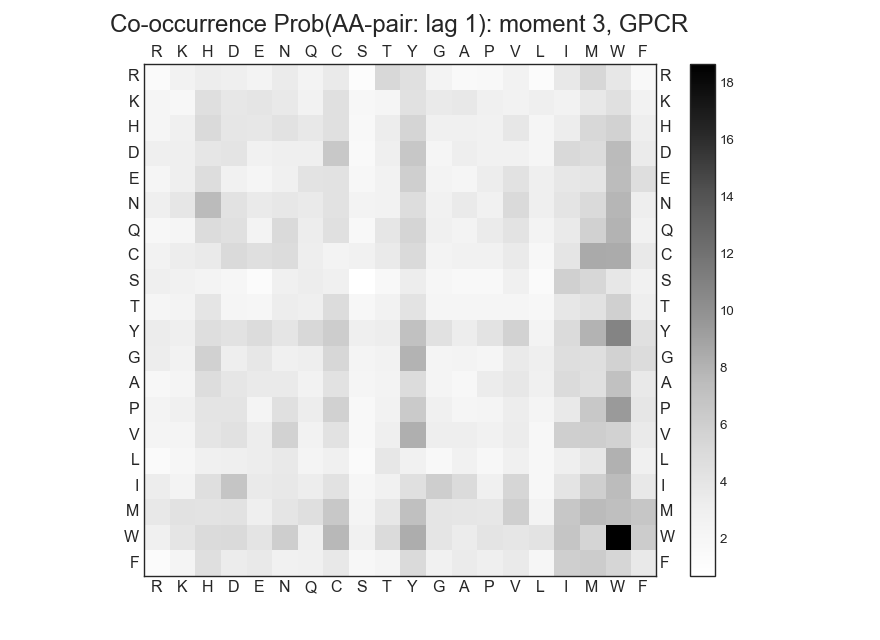 Co-occurrence Prob(AA-pair: lag 1): moment 3, GPCR
R K H D E N Q C S T Y G A P V L I M W F
R R
K K
H H
D D
E E
N N
Q Q
C C
S S
T T
Y Y
G G
A A
P P
V V
L L
I I
M M
W W
F F
R K H D E N Q C S T Y G A P V L I M W F
18
16
14
12
10
8
6
4
2